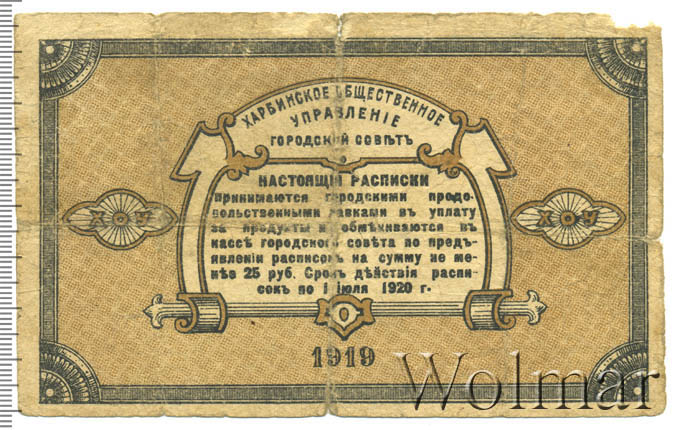 ХАРБИНСКОЕ ОБЩЕСТВЕННОЕ
УПРАВЛЕНІЕ
ГОРОДСКОЙ СОВѢТЪ
НАСТОЯЩІЯ РАСПИСКИ
принимаются городскими продо-
вольственными лавками въ уплату
за продукты и обмѣниваются въ
кассѣ городского совѣта по предъ-
явленіи расписокъ на сумму не ме-
нѣе 25 руб. Срокъ дѣйствія распи-
сокъ по 1 іюля 1920 г.
ХОУ
ХОУ
О
1919
Wolmar